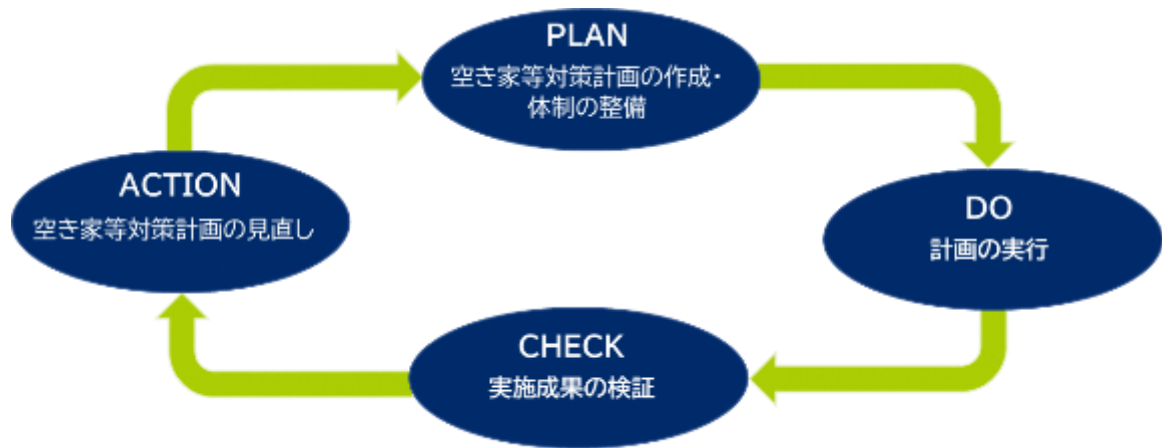 PLAN
空き家等対策計画の作成・
体制の整備
ACTION
空き家等対策計画の見直し
DO
計画の実行
CHECK
実施成果の検証